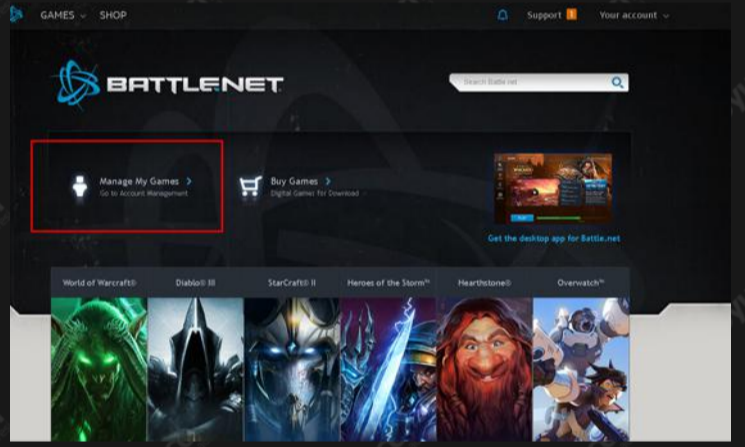 GAMES SHOP Support 1 Your account
BATTLE.NET
Search Battle.net
Manage My Games
Go to Account Management
Buy Games
Digital Games for Download
Get the desktop app for Battle.net
World of Warcraft® Diablo® III StarCraft® II Heroes of the Storm™ Hearthstone® Overwatch™